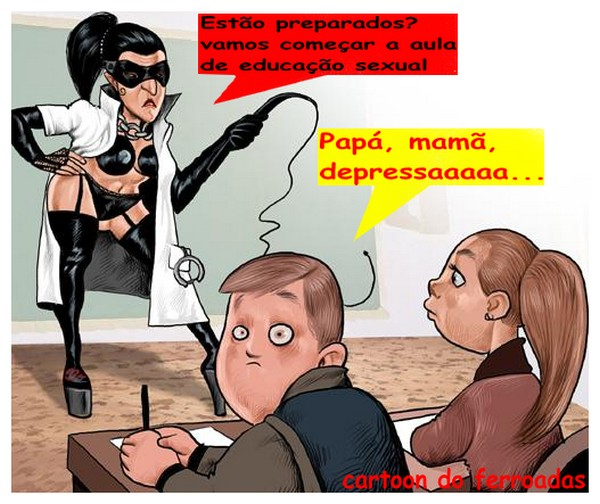 Estão preparados?
vamos começar a aula
de educação sexual
Papá, mamã,
depressaaaaa...
cartoon do ferroadas